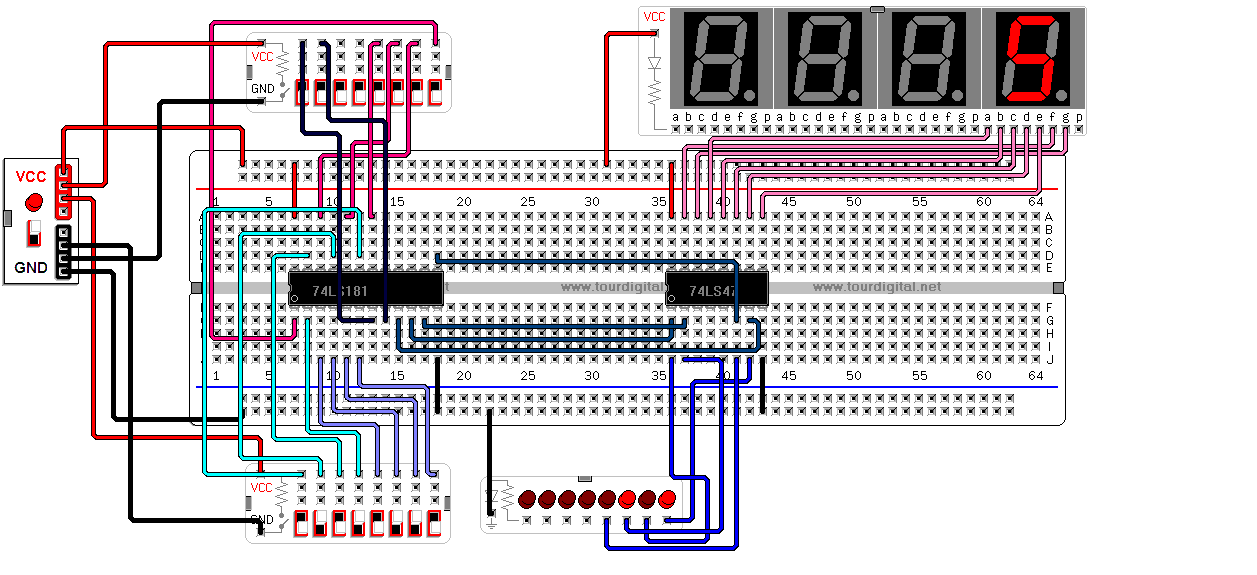 VCC
GND
VCC
a b c d e f g p a b c d e f g p a b c d e f g p a b c d e f g p
VCC
GND
1 5 10 15 20 25 30 35 40 45 50 55 60 64
A
B
C
D
E
74LS181
t
www.tourdigital.net
74LS47
www.tourdigital.net
F
G
H
I
J
1 5 10 15 20 25 30 35 40 45 50 55 60 64
VCC
GND